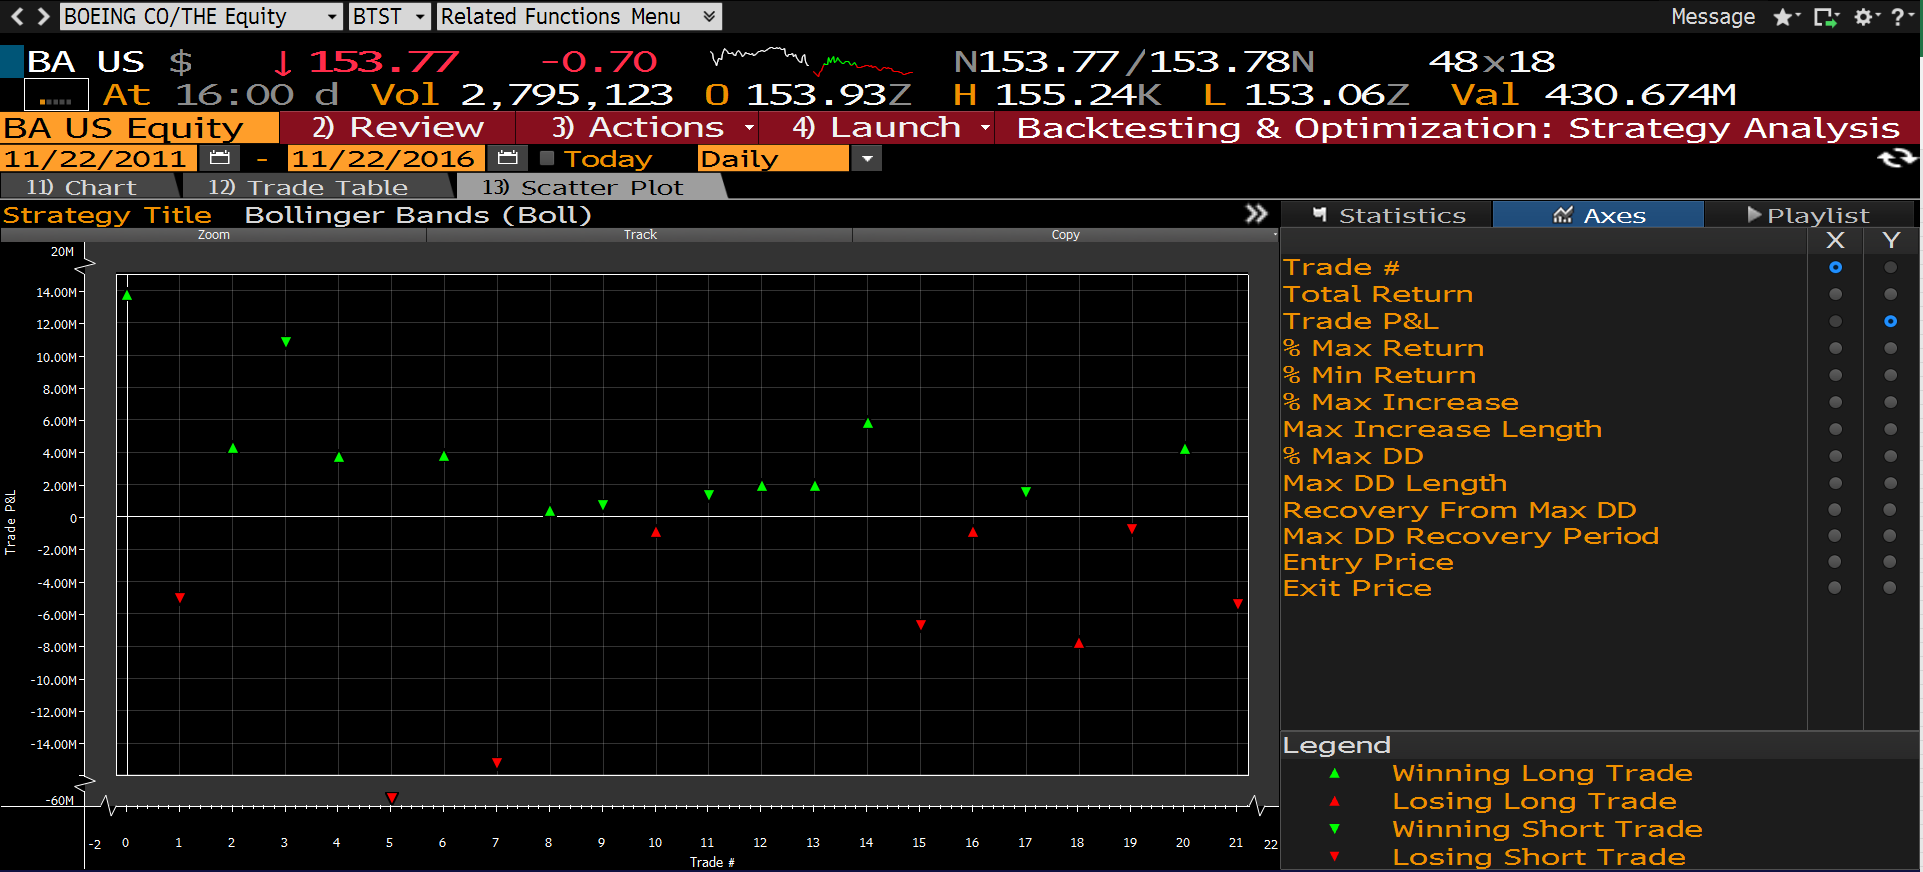 BOEING CO/THE Equity BTST Related Functions Menu Message ?
BA US $ ↓ 153.77 -0.70 N153.77/153.78N 48x18
At 16:00 d Vol 2,795,123 O 153.93Z H 155.24K L 153.06Z Val 430.674M
BA US Equity 2) Review 3) Actions 4) Launch Backtesting & Optimization: Strategy Analysis
11/22/2011 - 11/22/2016 Today Daily
11) Chart 12) Trade Table 13) Scatter Plot
Strategy Title Bollinger Bands (Boll)
Zoom Track Copy
20M
14.00M
12.00M
10.00M
8.00M
6.00M
4.00M
2.00M
0
-2.00M
-4.00M
-6.00M
-8.00M
-10.00M
-12.00M
-14.00M
-60M
Trade P&L
-2 0 1 2 3 4 5 6 7 8 9 10 11 12 13 14 15 16 17 18 19 20 21 22
Trade #
Statistics Axes Playlist
X Y
Trade #
Total Return
Trade P&L
% Max Return
% Min Return
% Max Increase
Max Increase Length
% Max DD
Max DD Length
Recovery From Max DD
Max DD Recovery Period
Entry Price
Exit Price
Legend
Winning Long Trade
Losing Long Trade
Winning Short Trade
Losing Short Trade